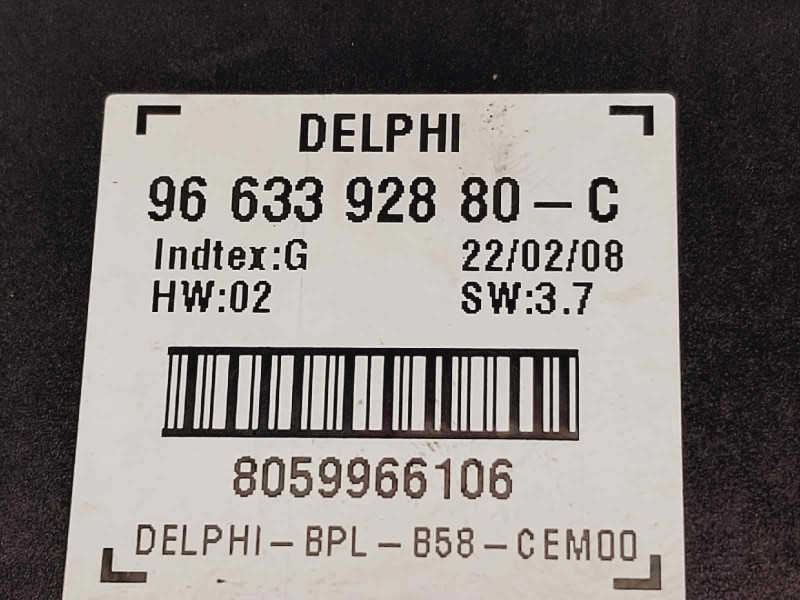 DELPHI
96 633 928 80-C
Indtex:G 22/02/08
HW:02 SW:3.7
8059966106
DELPHI-BPL-B58-CEM00